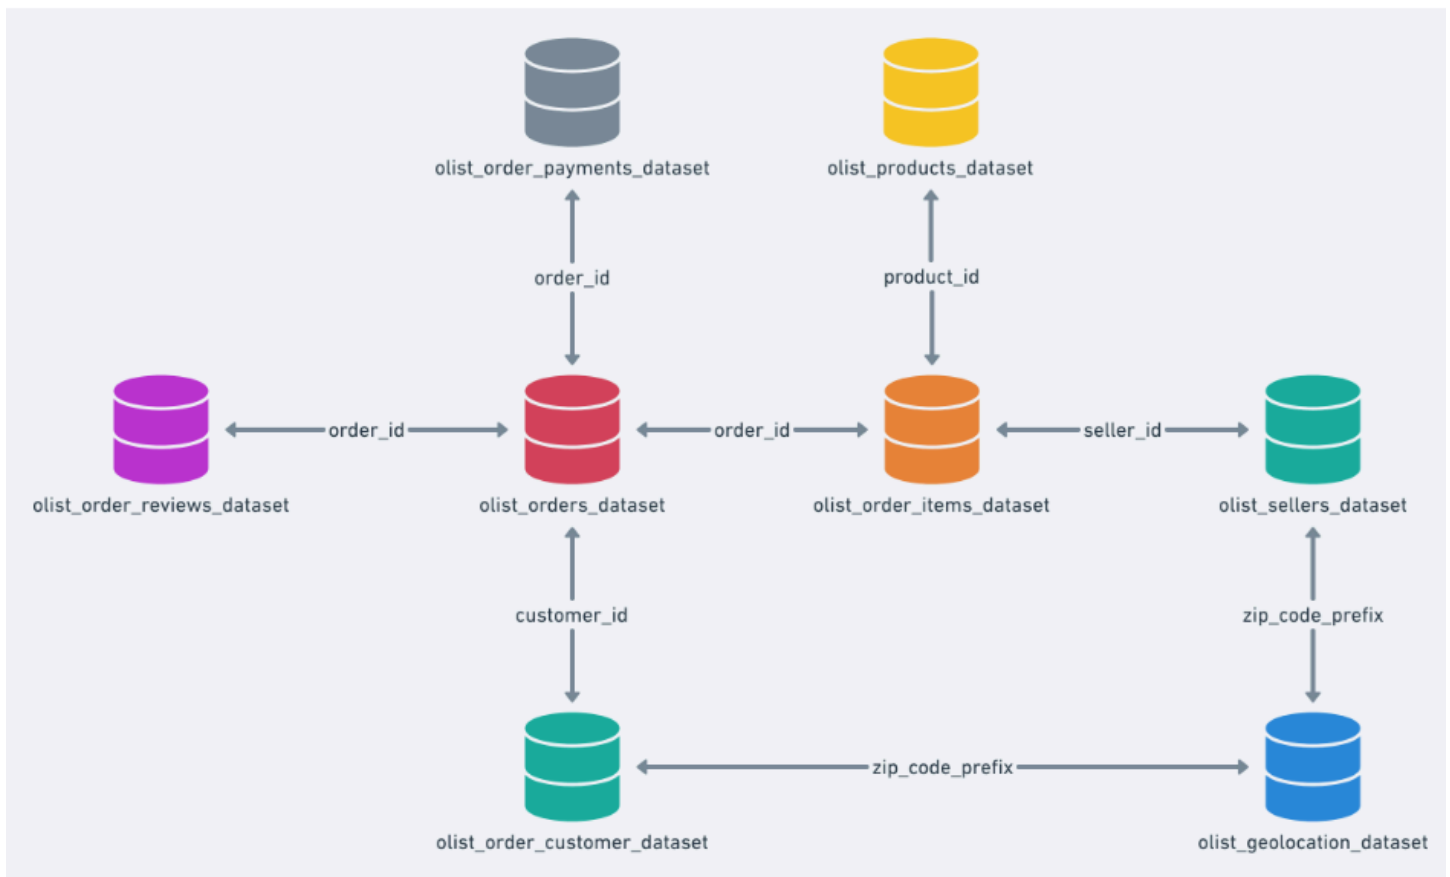 olist_order_payments_dataset
olist_products_dataset
order_id
product_id
order_id
order_id
seller_id
olist_order_reviews_dataset
olist_orders_dataset
olist_order_items_dataset
olist_sellers_dataset
customer_id
zip_code_prefix
zip_code_prefix
olist_order_customer_dataset
olist_geolocation_dataset